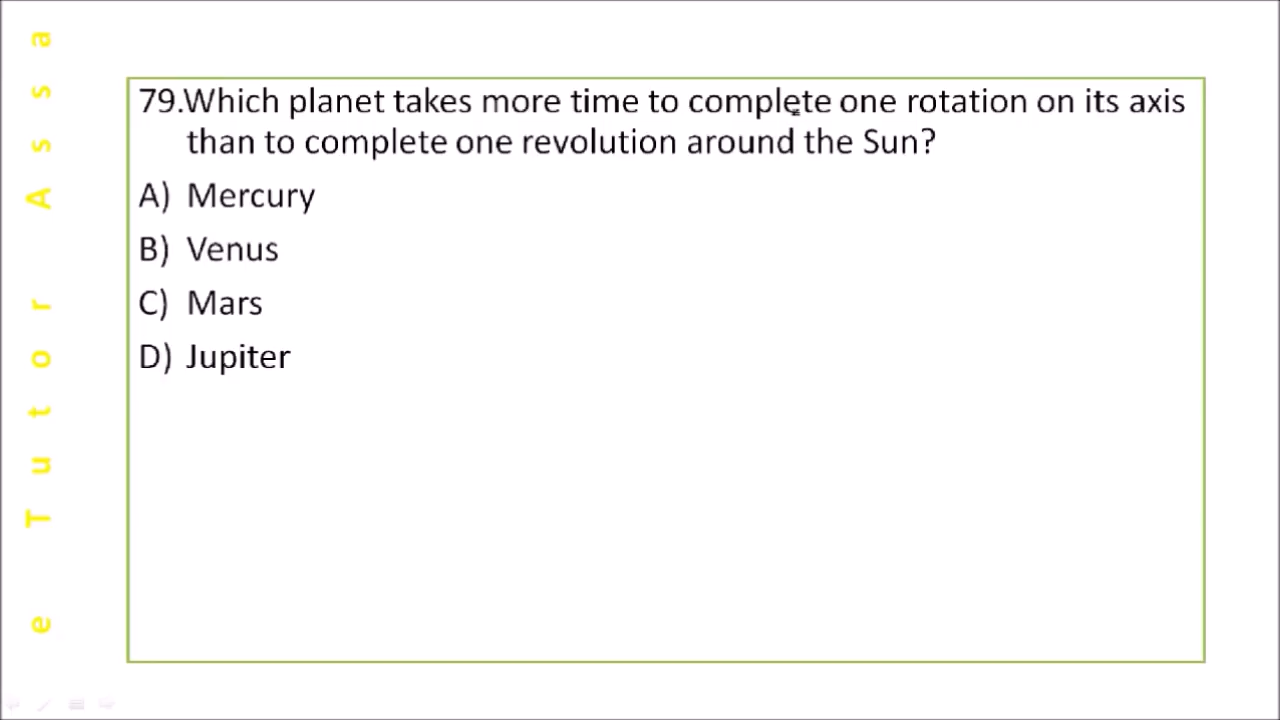 79.Which planet takes more time to complete one rotation on its axis
than to complete one revolution around the Sun?
A) Mercury
B) Venus
C) Mars
D) Jupiter
e Tutor Assa